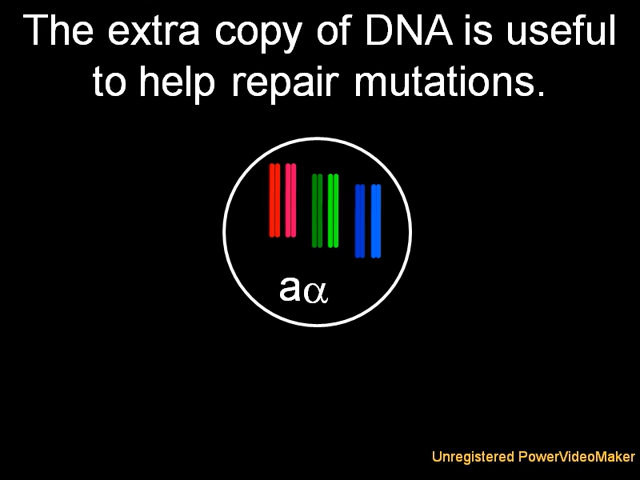 The extra copy of DNA is useful
to help repair mutations.
aα
Unregistered PowerVideoMaker